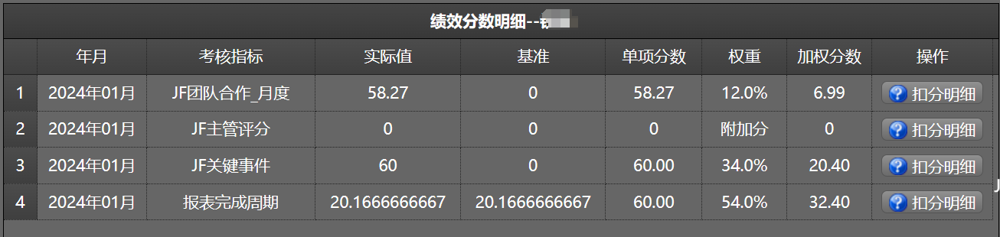 绩效分数明细--
年月 考核指标 实际值 基准 单项分数 权重 加权分数 操作
1 2024年01月 JF团队合作_月度 58.27 0 58.27 12.0% 6.99 扣分明细
2 2024年01月 JF主管评分 0 0 0 附加分 0 扣分明细
3 2024年01月 JF关键事件 60 0 60.00 34.0% 20.40 扣分明细
4 2024年01月 报表完成周期 20.1666666667 20.1666666667 60.00 54.0% 32.40 扣分明细